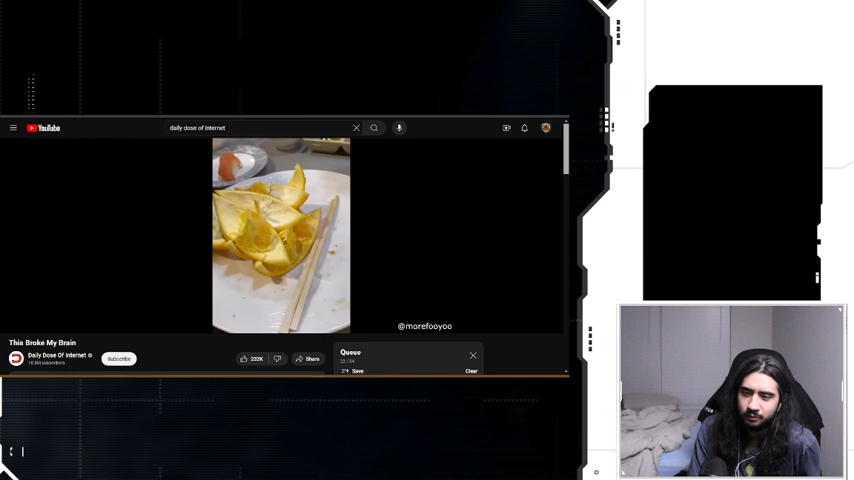 YouTube
daily dose of internet
@morefooyoo
This Broke My Brain
Daily Dose Of Internet
Subscribe
232K
Share
Queue
Save
Clear